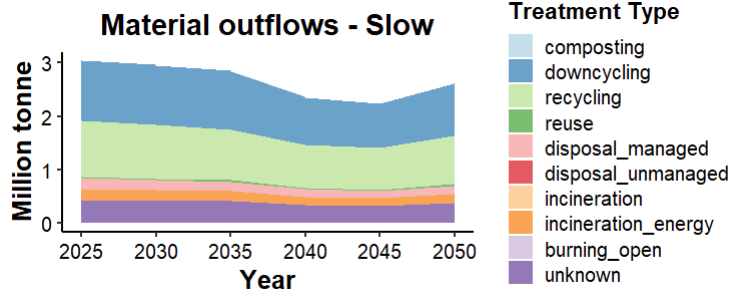 Material outflows - Slow
Million tonne
3
2
1
0
2025 2030 2035 2040 2045 2050
Year
Treatment Type
composting
downcycling
recycling
reuse
disposal_managed
disposal_unmanaged
incineration
incineration_energy
burning_open
unknown